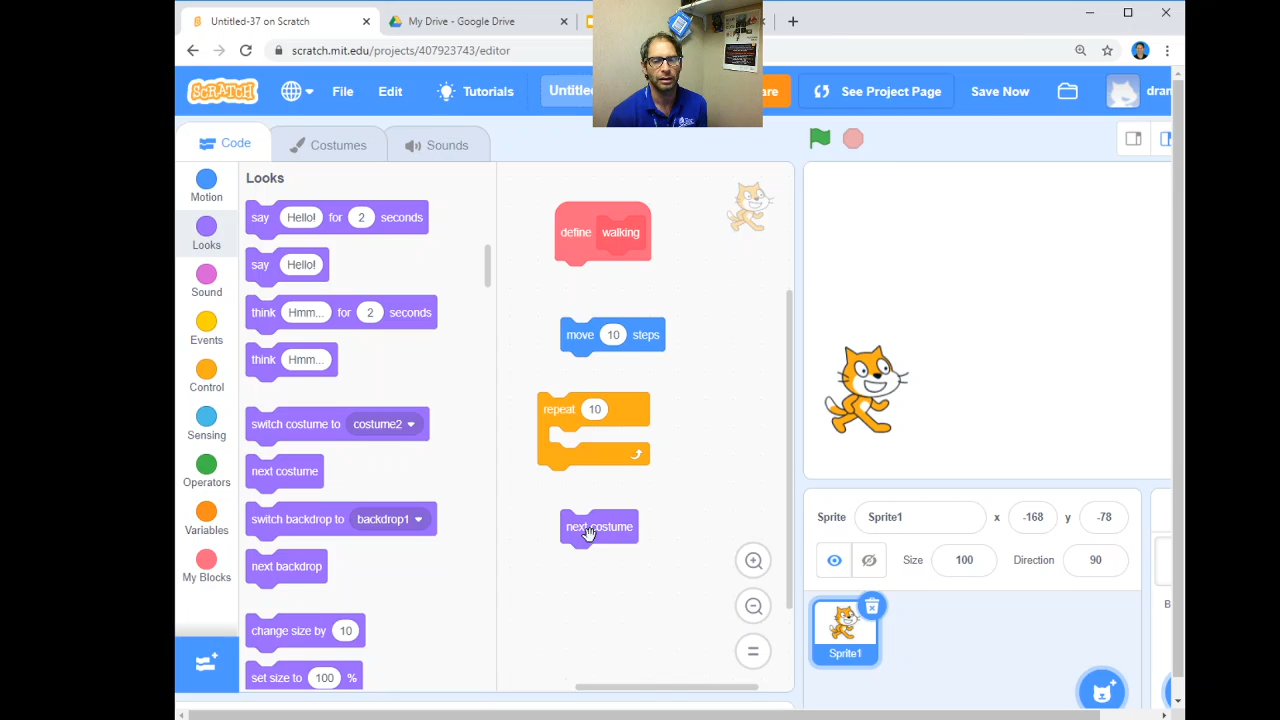 Untitled-37 on Scratch
My Drive - Google Drive
scratch.mit.edu/projects/407923743/editor
SCRATCH
File
Edit
Tutorials
See Project Page
Save Now
Code
Costumes
Sounds
Motion
Looks
Sound
Events
Control
Sensing
Operators
Variables
My Blocks
Looks
say Hello! for 2 seconds
say Hello!
think Hmm... for 2 seconds
think Hmm...
switch costume to costume2
next costume
switch backdrop to backdrop1
next backdrop
change size by 10
set size to 100 %
define walking
move 10 steps
repeat 10
next costume
Sprite Sprite1 x -168 y -78
Size 100 Direction 90
Sprite1